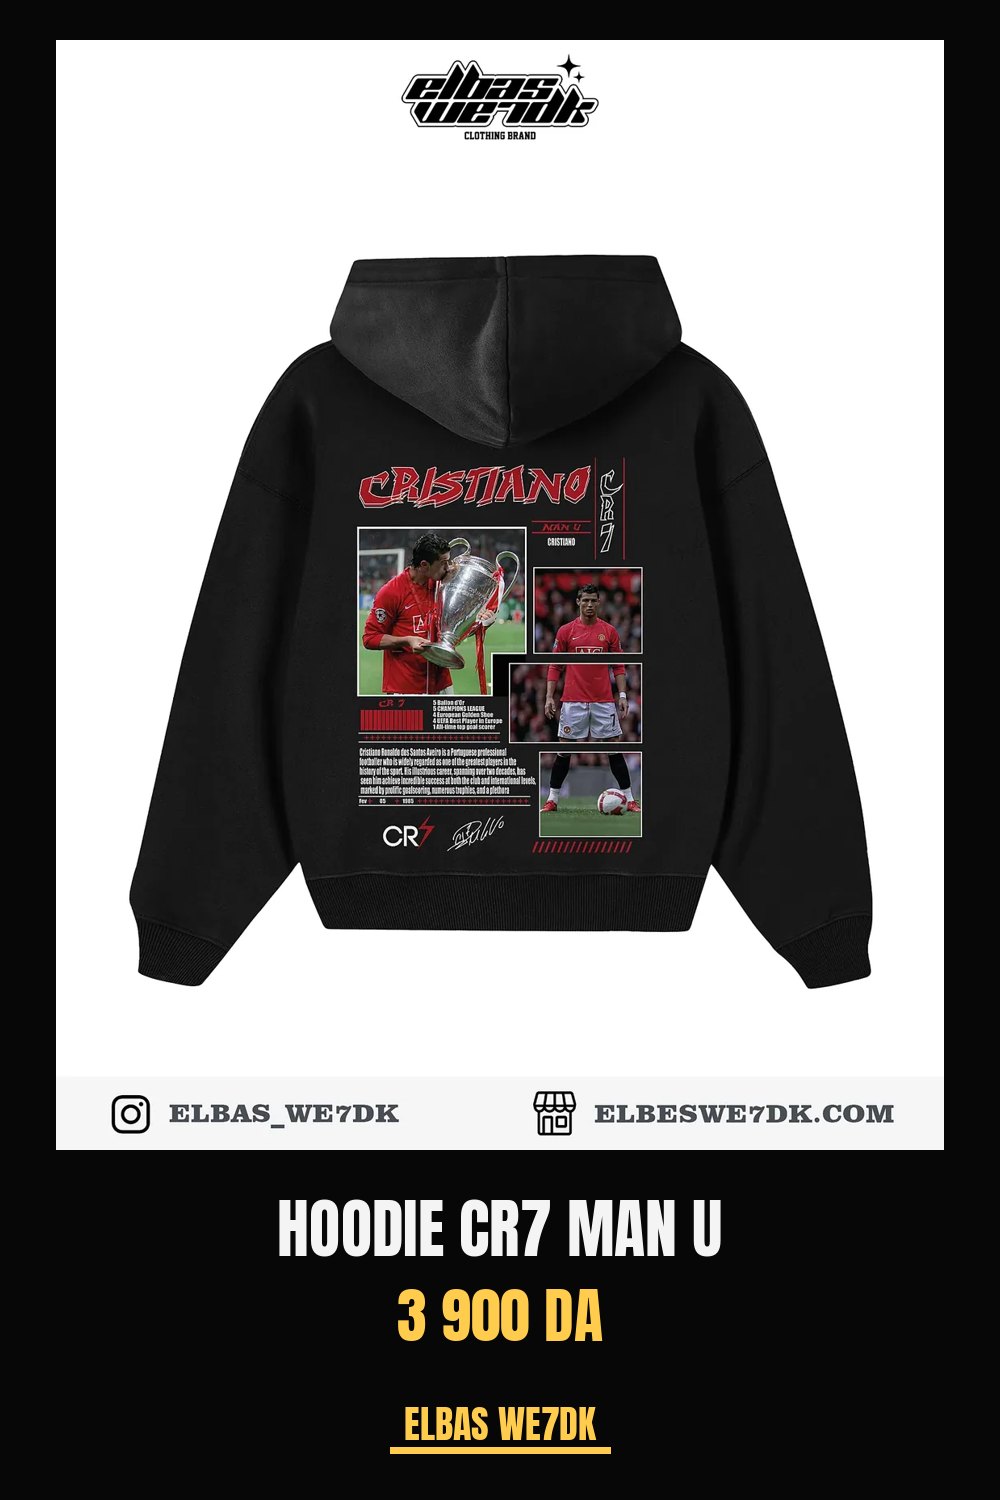 elbas
we7dk
CLOTHING BRAND
CRISTIANO
CR7
MAN U
CRISTIANO
AIG
7
CR 7
5 Ballon d'Or
5 CHAMPIONS LEAGUE
4 European Golden Shoe
4 UEFA Best Player in Europe
1 All-time top goal scorer
Cristiano Ronaldo dos Santos Aveiro is a Portuguese professional
footballer who is widely regarded as one of the greatest players in the
history of the sport. His illustrious career, spanning over two decades, has
seen him achieve incredible success at both the club and international levels,
marked by prolific goalscoring, numerous trophies, and a plethora
Fev + 05 + 1985
CR7
ELBAS_WE7DK
ELBESWE7DK.COM
HOODIE CR7 MAN U
3 900 DA
ELBAS WE7DK